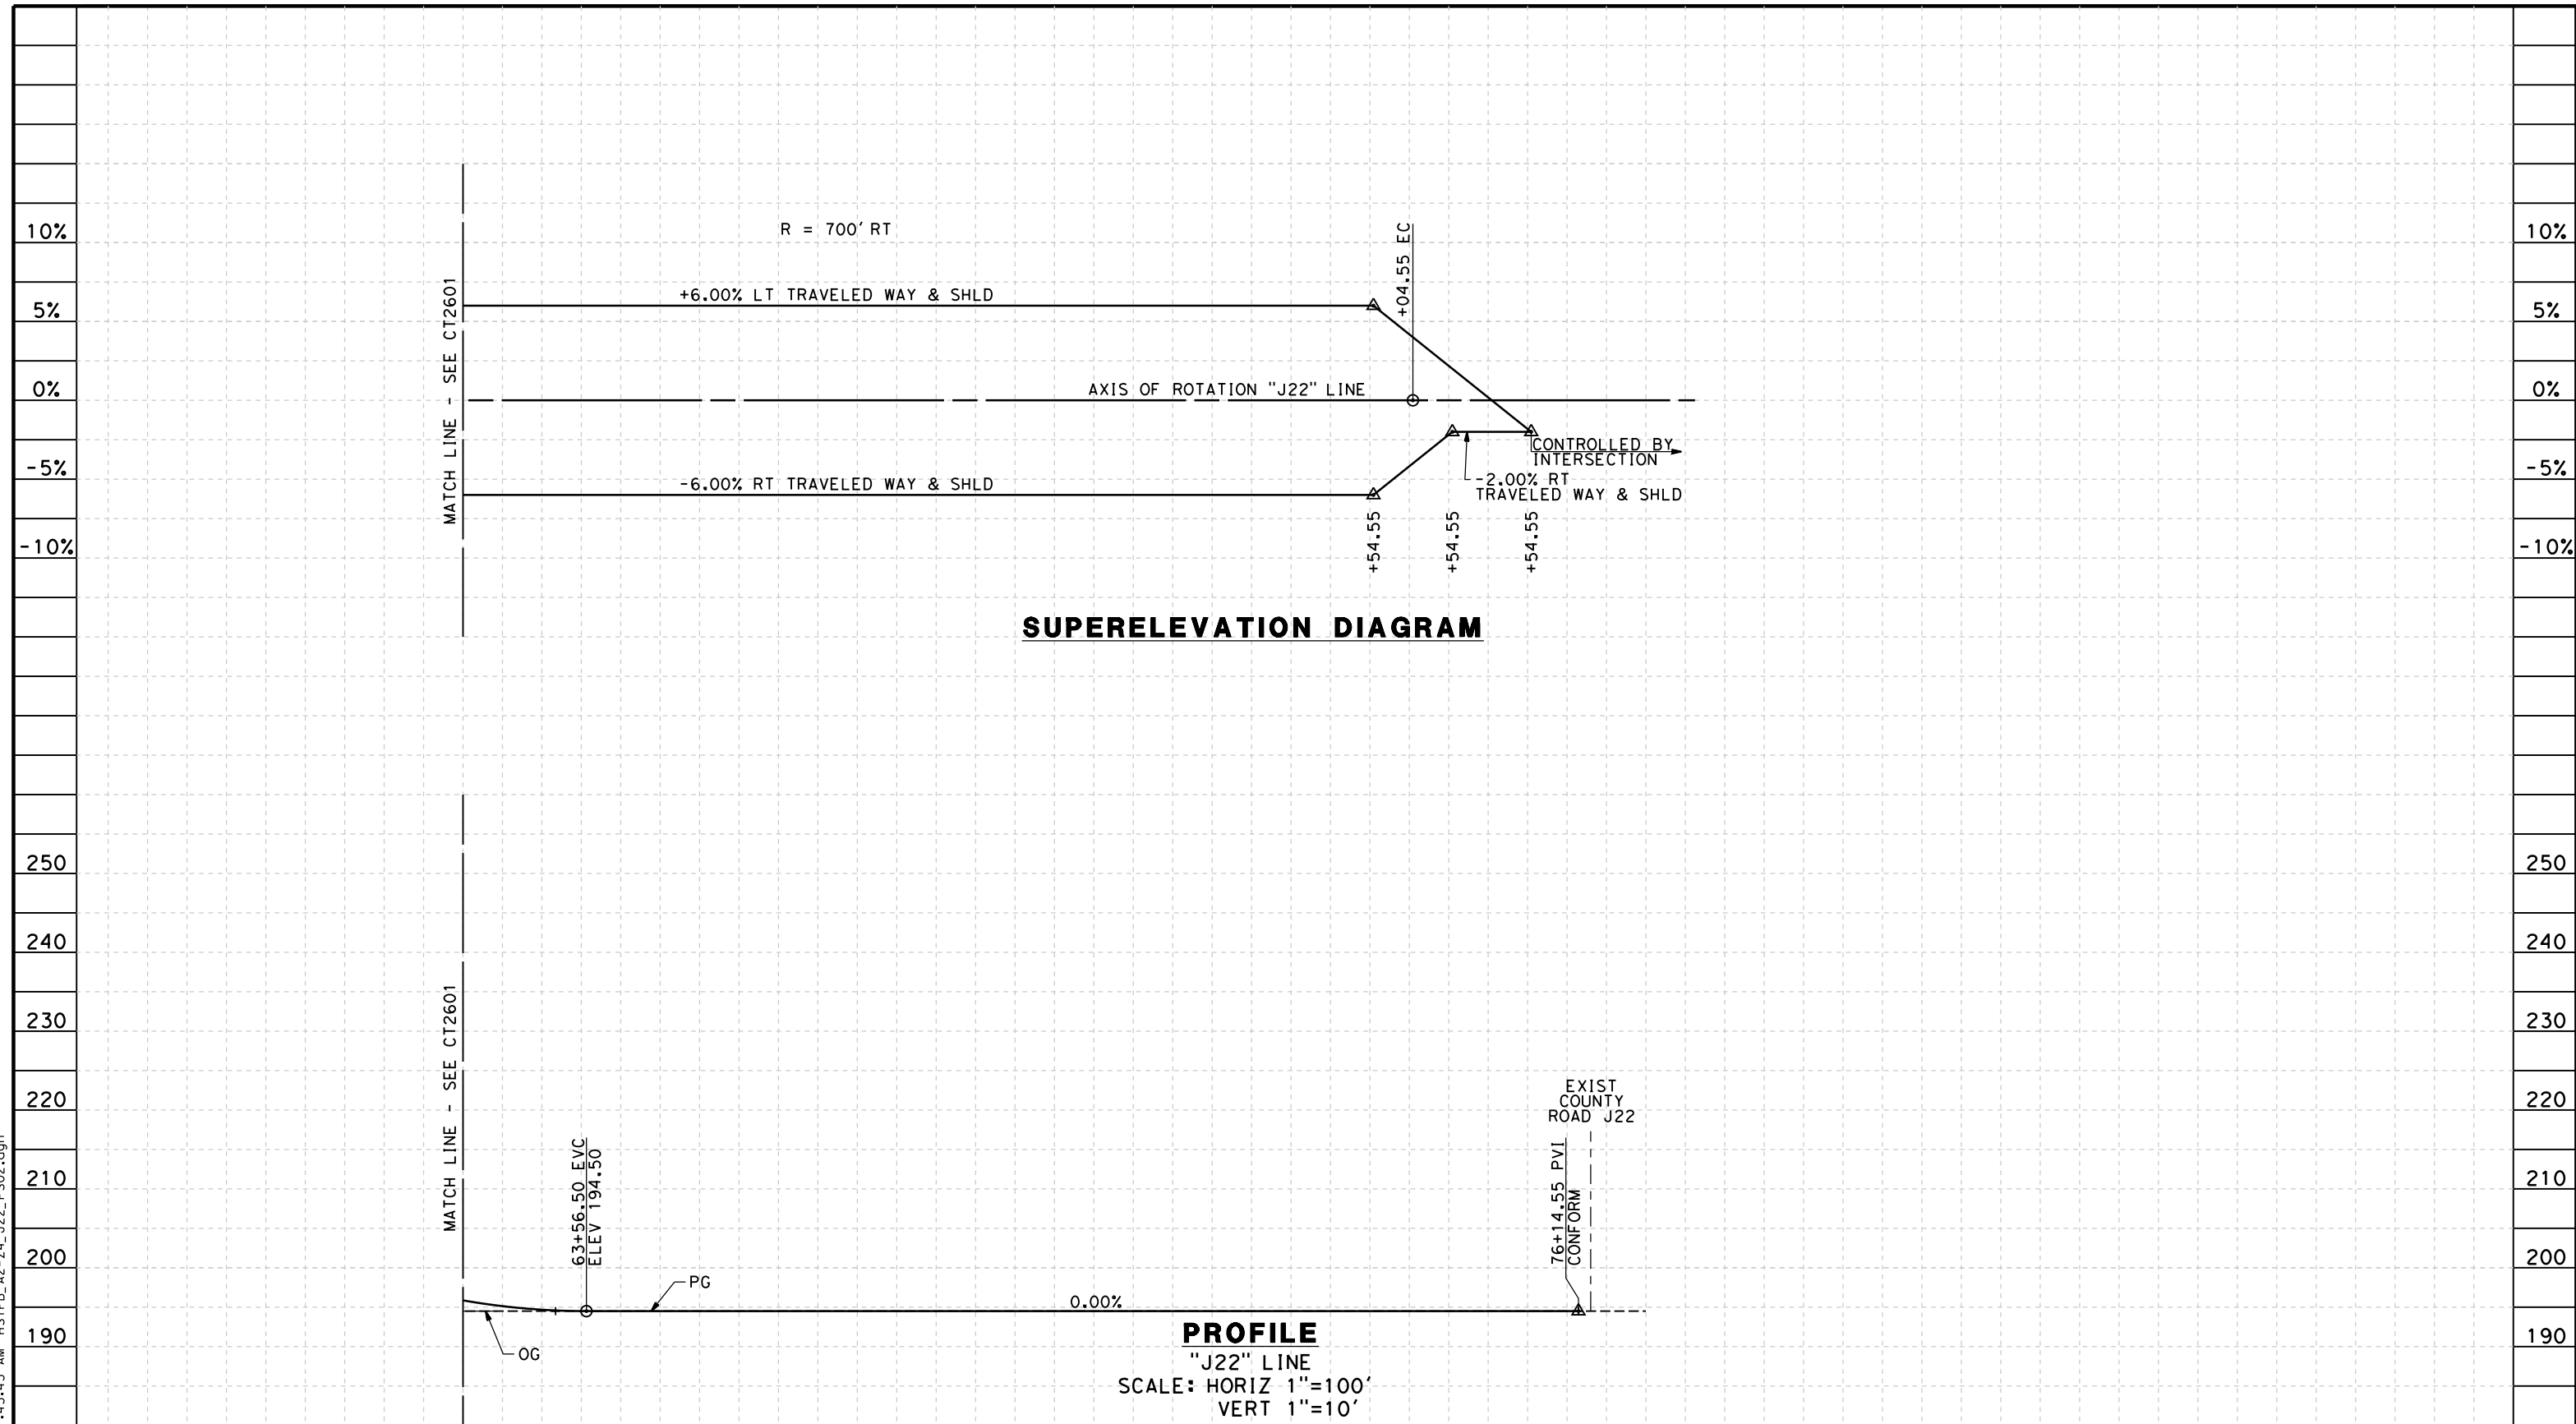 R = 700' RT
10%
10%
+04.55 EC
+6.00% LT TRAVELED WAY & SHLD
5%
5%
MATCH LINE - SEE CT2601
AXIS OF ROTATION "J22" LINE
0%
0%
CONTROLLED BY
INTERSECTION
-5%
-5%
-6.00% RT TRAVELED WAY & SHLD
-2.00% RT
TRAVELED WAY & SHLD
+54.55
+54.55
+54.55
-10%
-10%
SUPERELEVATION DIAGRAM
250
250
240
240
MATCH LINE - SEE CT2601
230
230
220
220
EXIST
COUNTY
ROAD J22
63+56.50 EVC
ELEV 194.50
76+14.55 PVI
CONFORM
210
210
200
200
PG
0.00%
190
190
OG
PROFILE
"J22" LINE
SCALE: HORIZ 1"=100'
VERT 1"=10'